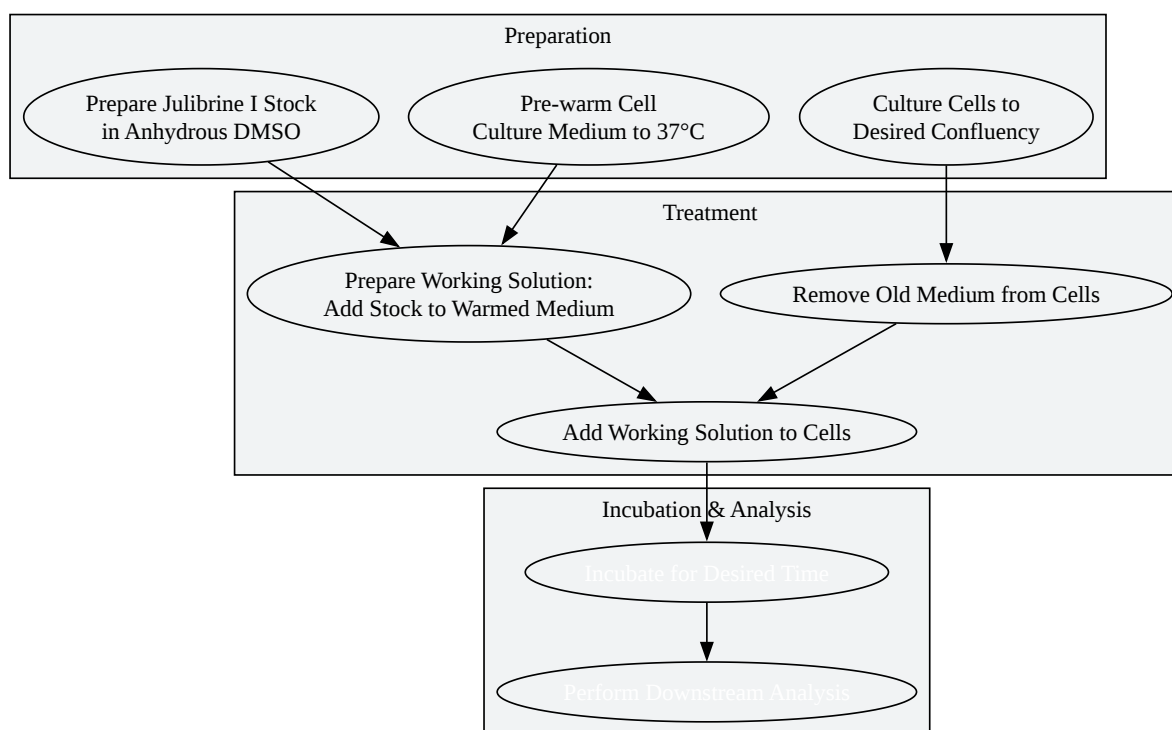 Preparation
Prepare Julibrine I Stock
in Anhydrous DMSO
Pre-warm Cell
Culture Medium to 37°C
Culture Cells to
Desired Confluency
Treatment
Prepare Working Solution:
Add Stock to Warmed Medium
Remove Old Medium from Cells
Add Working Solution to Cells
Incubation & Analysis
Incubate for Desired Time
Perform Downstream Analysis